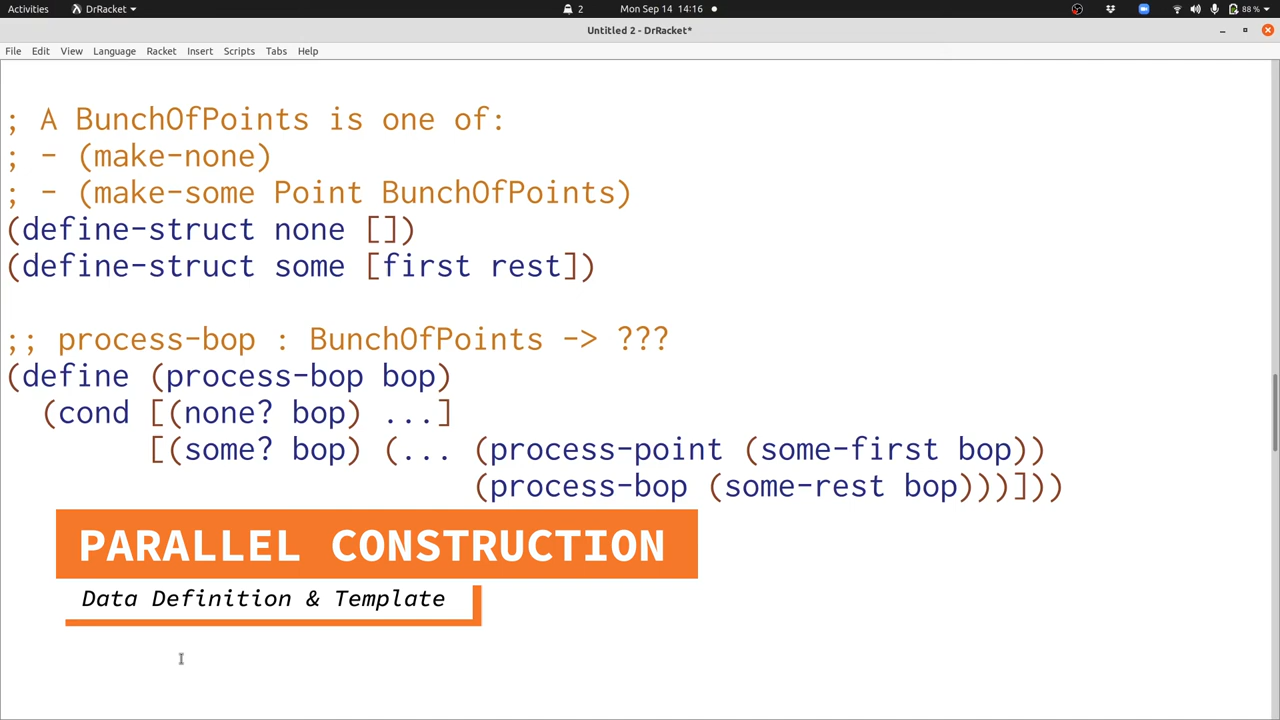 Activities DrRacket 2 Mon Sep 14 14:16 88 %
Untitled 2 - DrRacket*
File Edit View Language Racket Insert Scripts Tabs Help
; A BunchOfPoints is one of:
; - (make-none)
; - (make-some Point BunchOfPoints)
(define-struct none [])
(define-struct some [first rest])
;; process-bop : BunchOfPoints -> ???
(define (process-bop bop)
(cond [(none? bop) ...]
[(some? bop) (... (process-point (some-first bop))
(process-bop (some-rest bop)))]))
PARALLEL CONSTRUCTION
Data Definition & Template